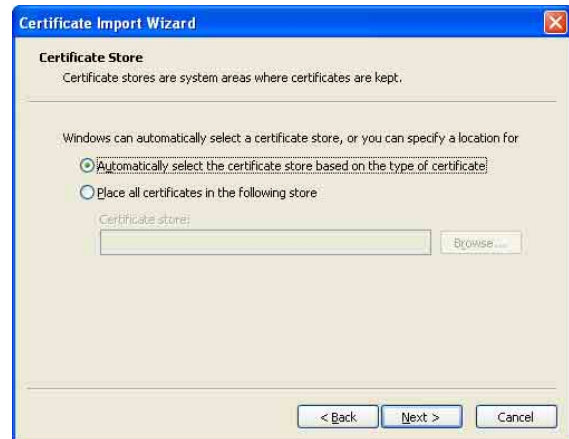 Certificate Import Wizard
Certificate Store
Certificate stores are system areas where certificates are kept.
Windows can automatically select a certificate store, or you can specify a location for
Automatically select the certificate store based on the type of certificate
Place all certificates in the following store
Certificate store:
Browse...
< Back Next > Cancel